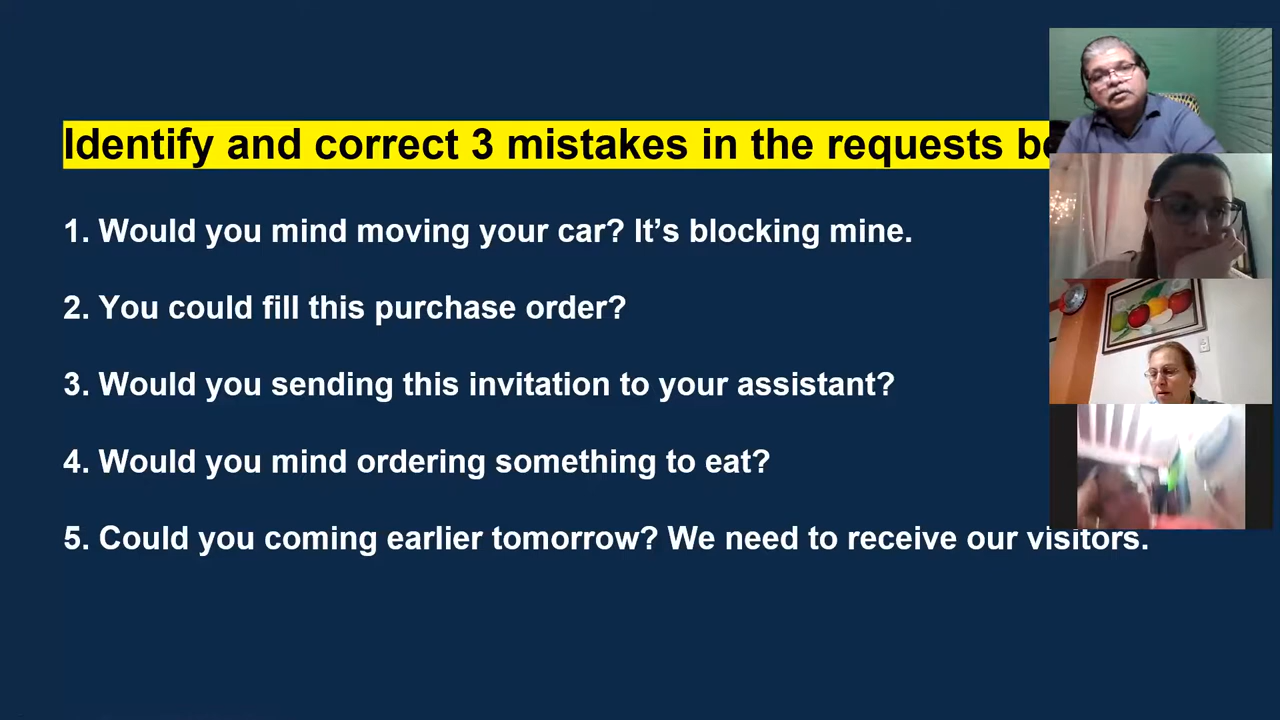 Identify and correct 3 mistakes in the requests
1. Would you mind moving your car? It’s blocking mine.
2. You could fill this purchase order?
3. Would you sending this invitation to your assistant?
4. Would you mind ordering something to eat?
5. Could you coming earlier tomorrow? We need to receive our visitors.